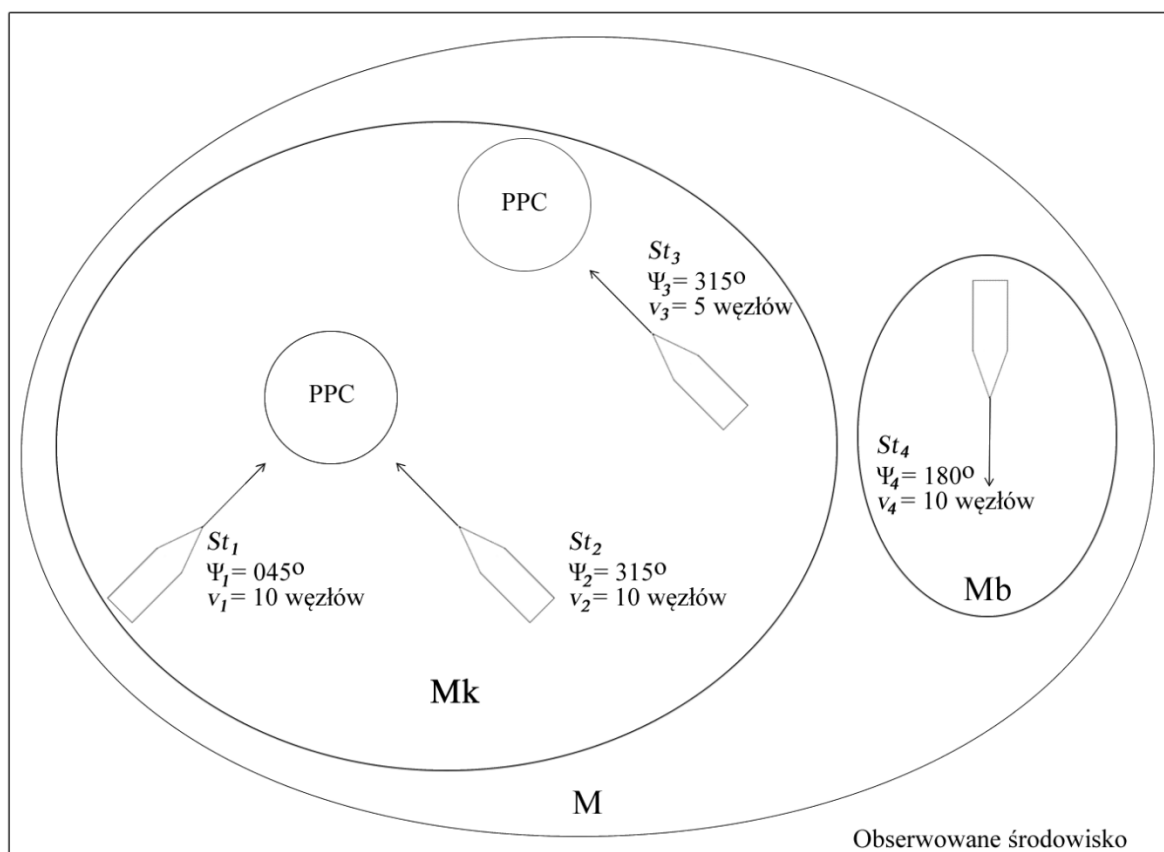 PPC
St₃
Ψ₃= 315º
v₃= 5 węzłów
PPC
St₄
Ψ₄= 180º
v₄= 10 węzłów
St₁
Ψ₁= 045º
v₁= 10 węzłów
St₂
Ψ₂= 315º
v₂= 10 węzłów
Mb
Mk
M
Obserwowane środowisko